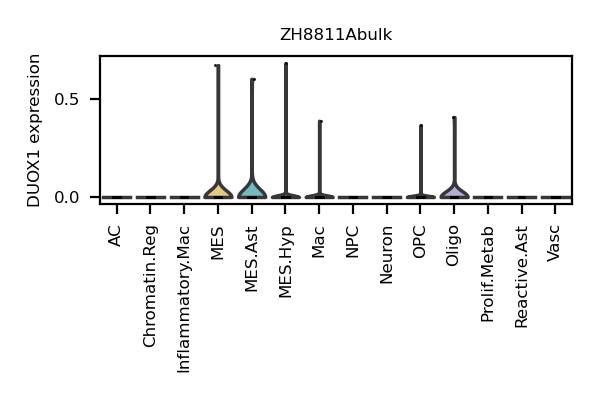 ZH8811Abulk
DUOX1 expression
0.5
0.0
AC
Chromatin.Reg
Inflammatory.Mac
MES
MES.Ast
MES.Hyp
Mac
NPC
Neuron
OPC
Oligo
Prolif.Metab
Reactive.Ast
Vasc